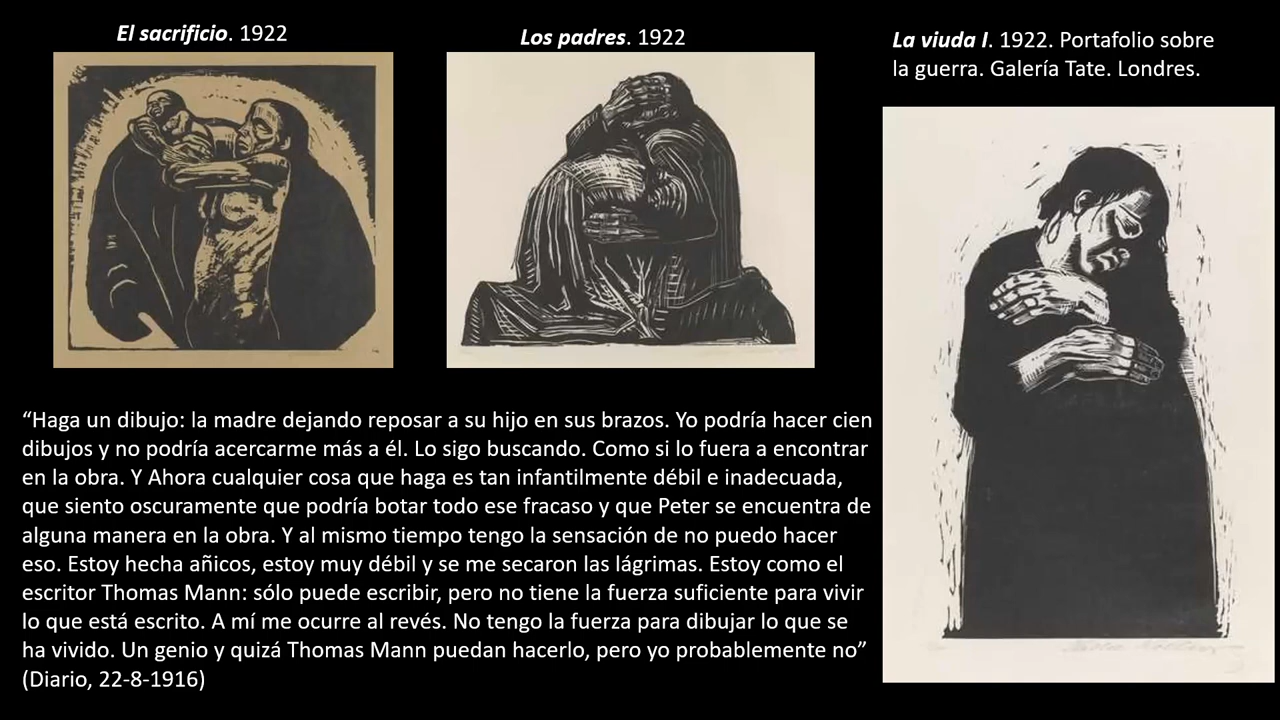 El sacrificio. 1922
Los padres. 1922
La viuda I. 1922. Portafolio sobre
la guerra. Galería Tate. Londres.
“Haga un dibujo: la madre dejando reposar a su hijo en sus brazos. Yo podría hacer cien
dibujos y no podría acercarme más a él. Lo sigo buscando. Como si lo fuera a encontrar
en la obra. Y Ahora cualquier cosa que haga es tan infantilmente débil e inadecuada,
que siento oscuramente que podría botar todo ese fracaso y que Peter se encuentra de
alguna manera en la obra. Y al mismo tiempo tengo la sensación de no puedo hacer
eso. Estoy hecha añicos, estoy muy débil y se me secaron las lágrimas. Estoy como el
escritor Thomas Mann: sólo puede escribir, pero no tiene la fuerza suficiente para vivir
lo que está escrito. A mí me ocurre al revés. No tengo la fuerza para dibujar lo que se
ha vivido. Un genio y quizá Thomas Mann puedan hacerlo, pero yo probablemente no”
(Diario, 22-8-1916)